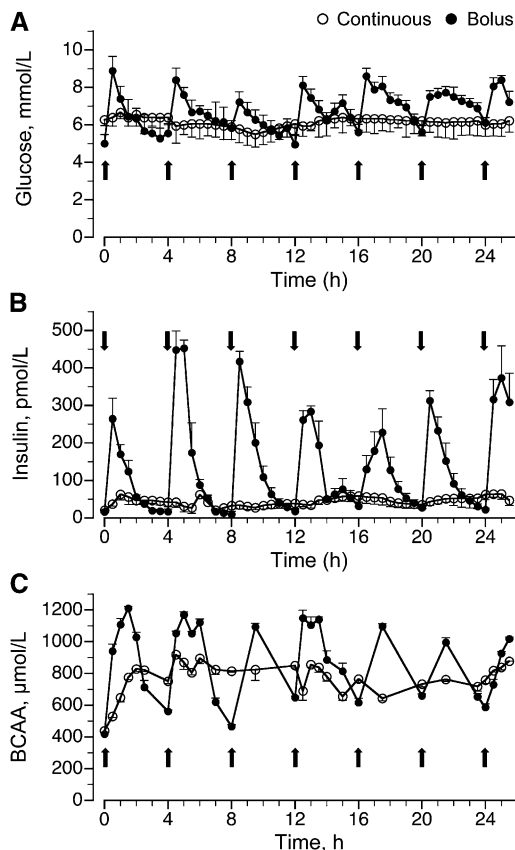 A
Continuous
Bolus
Glucose, mmol/L
10
8
6
4
2
0
0 4 8 12 16 20 24
Time (h)
B
Insulin, pmol/L
500
400
300
200
100
0
0 4 8 12 16 20 24
Time (h)
C
BCAA, µmol/L
1200
1000
800
600
400
200
0
0 4 8 12 16 20 24
Time, h